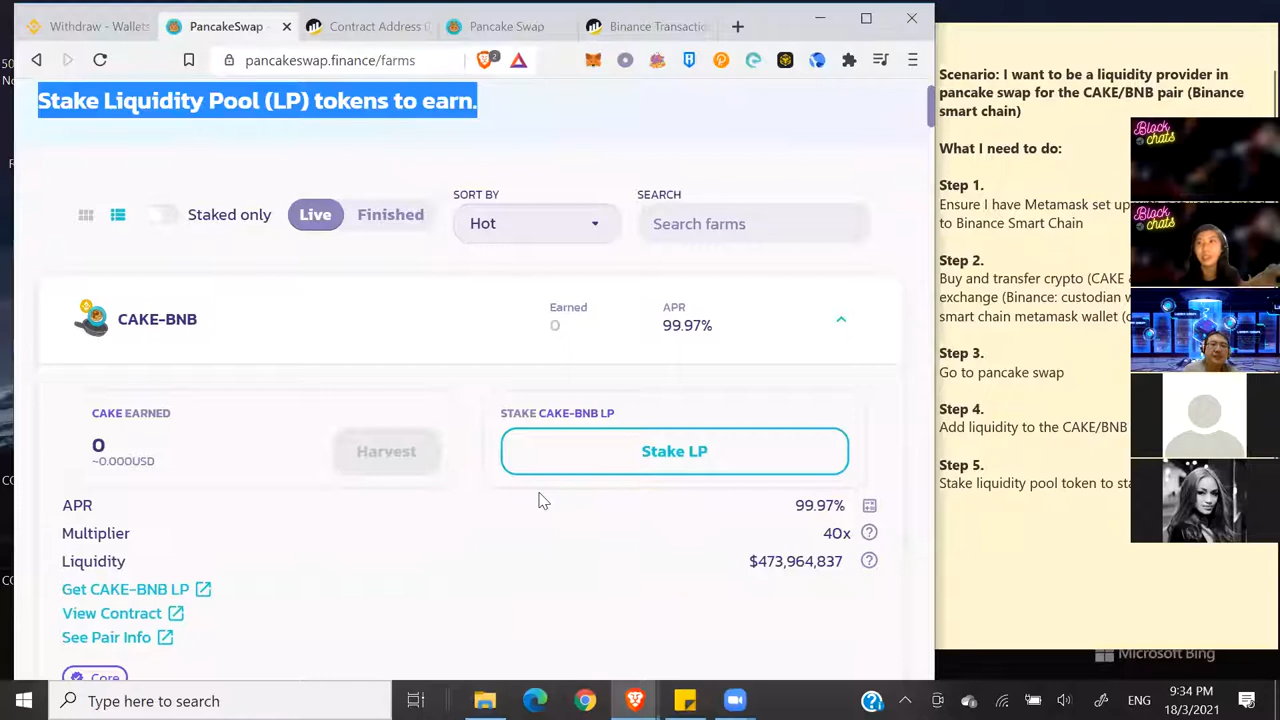 Withdraw - Wallets
PancakeSwap
Contract Address
Pancake Swap
Binance Transactio
pancakeswap.finance/farms
2
Stake Liquidity Pool (LP) tokens to earn.
Staked only
Live
Finished
SORT BY
Hot
SEARCH
Search farms
CAKE-BNB
Earned
0
APR
99.97%
CAKE EARNED
0
~0.000USD
Harvest
STAKE CAKE-BNB LP
Stake LP
APR
99.97%
Multiplier
40x
Liquidity
$473,964,837
Get CAKE-BNB LP
View Contract
See Pair Info
Core
Scenario: I want to be a liquidity provider in
pancake swap for the CAKE/BNB pair (Binance
smart chain)
What I need to do:
Step 1.
Ensure I have Metamask set up
to Binance Smart Chain
Step 2.
Buy and transfer crypto (CAKE
exchange (Binance: custodian
smart chain metamask wallet
Step 3.
Go to pancake swap
Step 4.
Add liquidity to the CAKE/BNB
Step 5.
Stake liquidity pool token to
Block
chats
Block
chats
Microsoft Bing
Type here to search
ENG
9:34 PM
18/3/2021